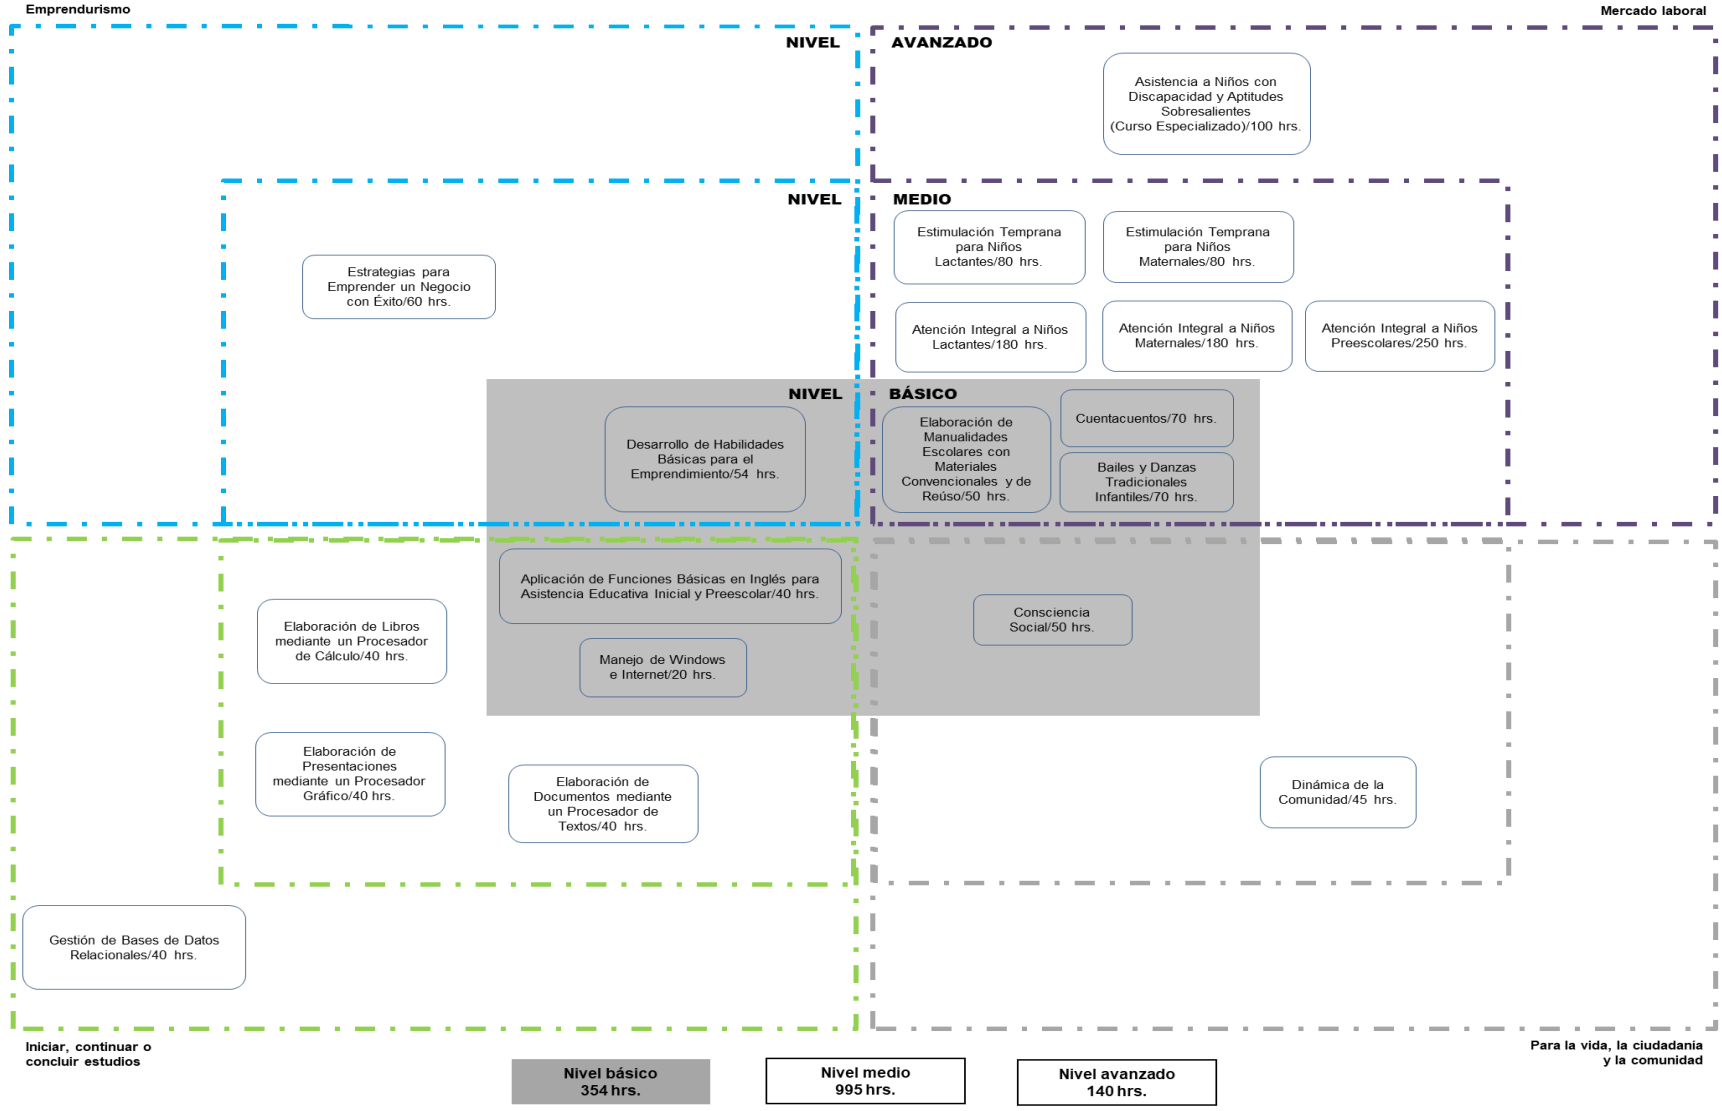 Emprendurismo
Mercado laboral
NIVEL
AVANZADO
Asistencia a Niños con
Discapacidad y Aptitudes
Sobresalientes
(Curso Especializado)/100 hrs.
NIVEL
MEDIO
Estimulación Temprana
para Niños
Lactantes/80 hrs.
Estimulación Temprana
para Niños
Maternales/80 hrs.
Estrategias para
Emprender un Negocio
con Éxito/60 hrs.
Atención Integral a Niños
Lactantes/180 hrs.
Atención Integral a Niños
Maternales/180 hrs.
Atención Integral a Niños
Preescolares/250 hrs.
NIVEL
BÁSICO
Desarrollo de Habilidades
Básicas para el
Emprendimiento/54 hrs.
Elaboración de
Manualidades
Escolares con
Materiales
Convencionales y de
Reúso/50 hrs.
Cuentacuentos/70 hrs.
Bailes y Danzas
Tradicionales
Infantiles/70 hrs.
Aplicación de Funciones Básicas en Inglés para
Asistencia Educativa Inicial y Preescolar/40 hrs.
Elaboración de Libros
mediante un Procesador
de Cálculo/40 hrs.
Manejo de Windows
e Internet/20 hrs.
Consciencia
Social/50 hrs.
Elaboración de
Presentaciones
mediante un Procesador
Gráfico/40 hrs.
Elaboración de
Documentos mediante
un Procesador de
Textos/40 hrs.
Dinámica de la
Comunidad/45 hrs.
Gestión de Bases de Datos
Relacionales/40 hrs.
Iniciar, continuar o
concluir estudios
Para la vida, la ciudadanía
y la comunidad
Nivel básico
354 hrs.
Nivel medio
995 hrs.
Nivel avanzado
140 hrs.